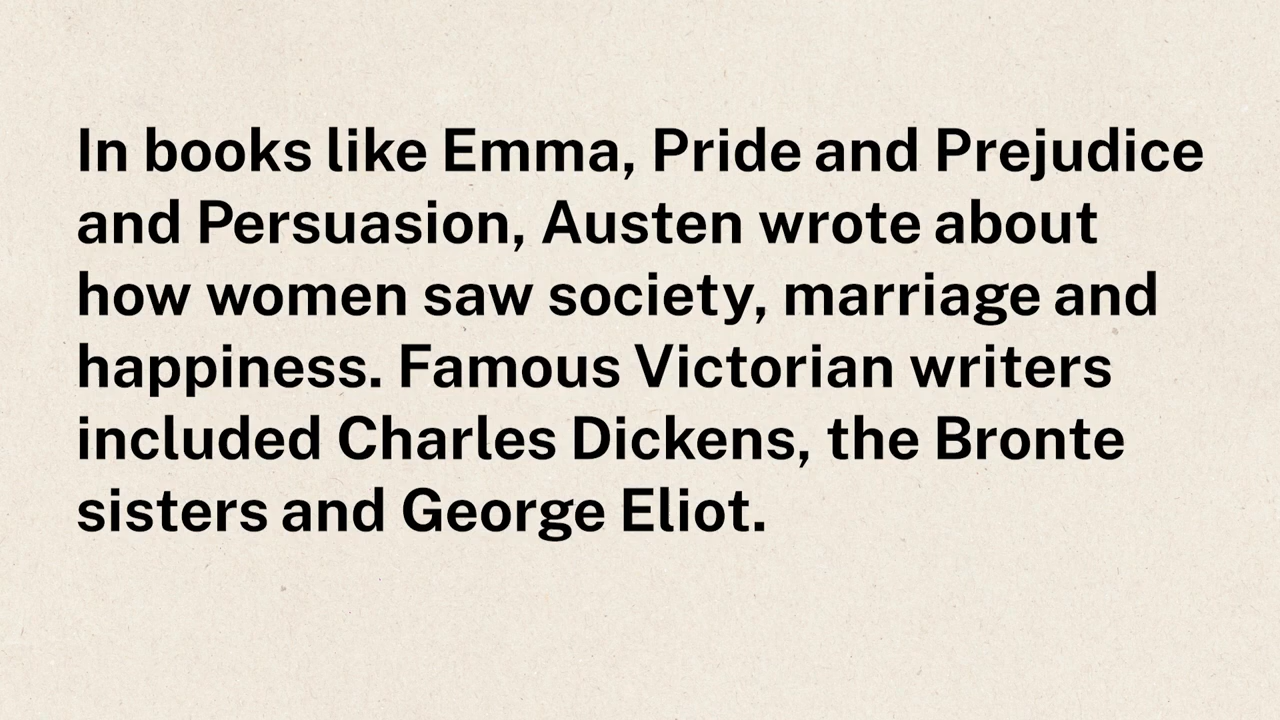 In books like Emma, Pride and Prejudice
and Persuasion, Austen wrote about
how women saw society, marriage and
happiness. Famous Victorian writers
included Charles Dickens, the Bronte
sisters and George Eliot.